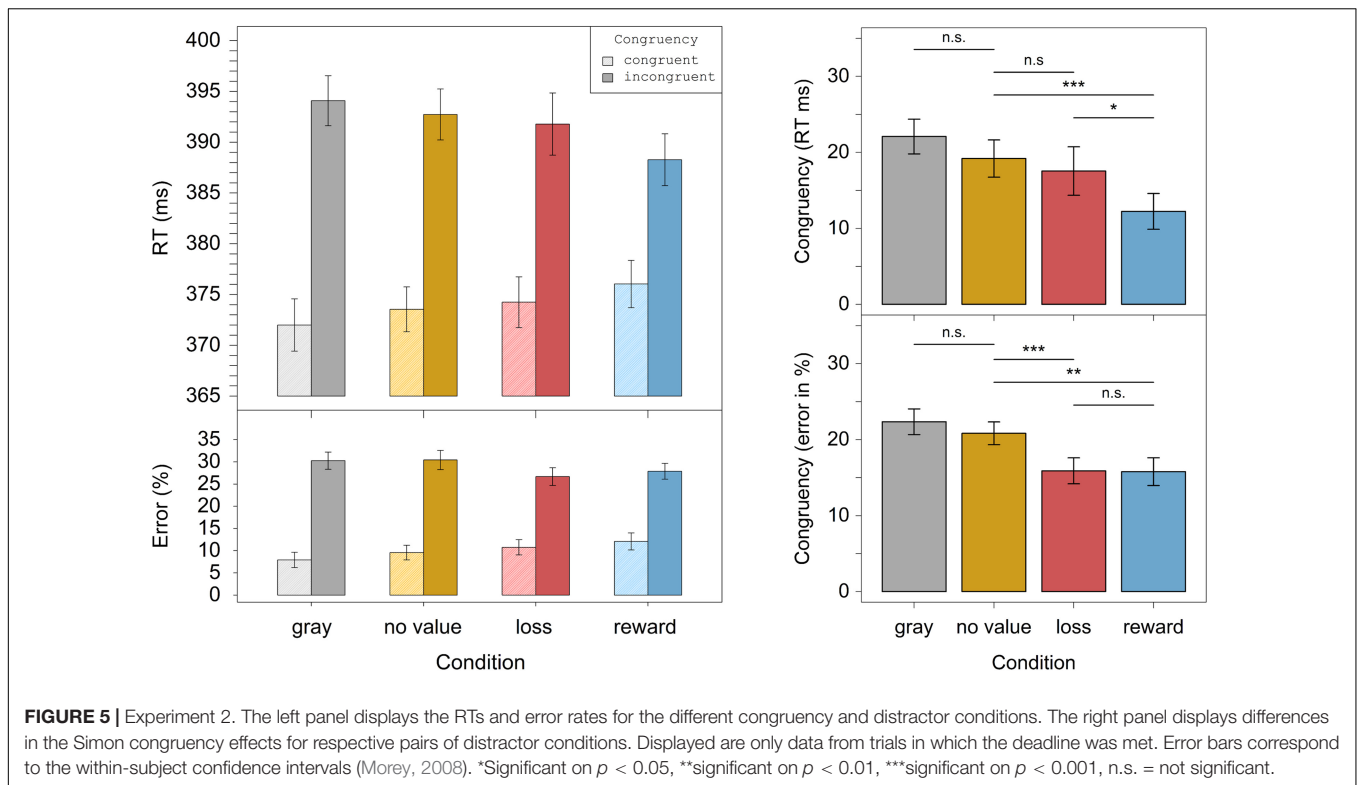 400
395
390
385
380
375
370
365
RT (ms)
Congruency
congruent
incongruent
35
30
25
20
15
10
5
0
Error (%)
gray no value loss reward
Condition
n.s.
n.s
***
*
30
20
10
0
Congruency (RT ms)
n.s.
***
**
n.s.
30
20
10
0
Congruency (error in %)
gray no value loss reward
Condition
FIGURE 5 | Experiment 2. The left panel displays the RTs and error rates for the different congruency and distractor conditions. The right panel displays differences
in the Simon congruency effects for respective pairs of distractor conditions. Displayed are only data from trials in which the deadline was met. Error bars correspond
to the within-subject confidence intervals (Morey, 2008). *Significant on p < 0.05, **significant on p < 0.01, ***significant on p < 0.001, n.s. = not significant.